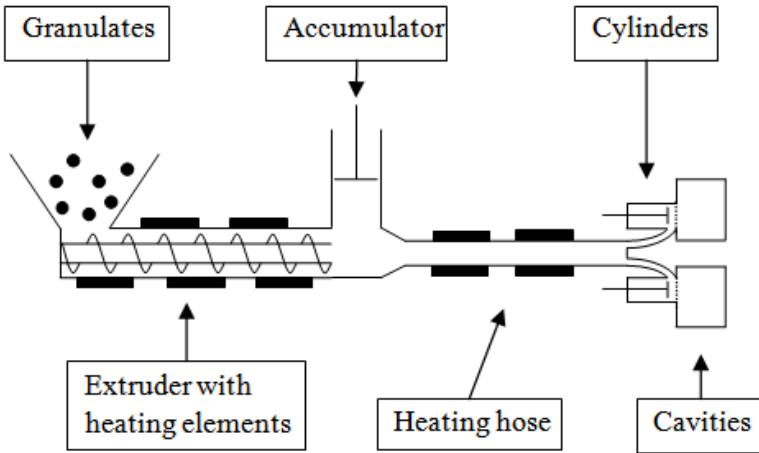 Granulates
Accumulator
Cylinders
Extruder with
heating elements
Heating hose
Cavities